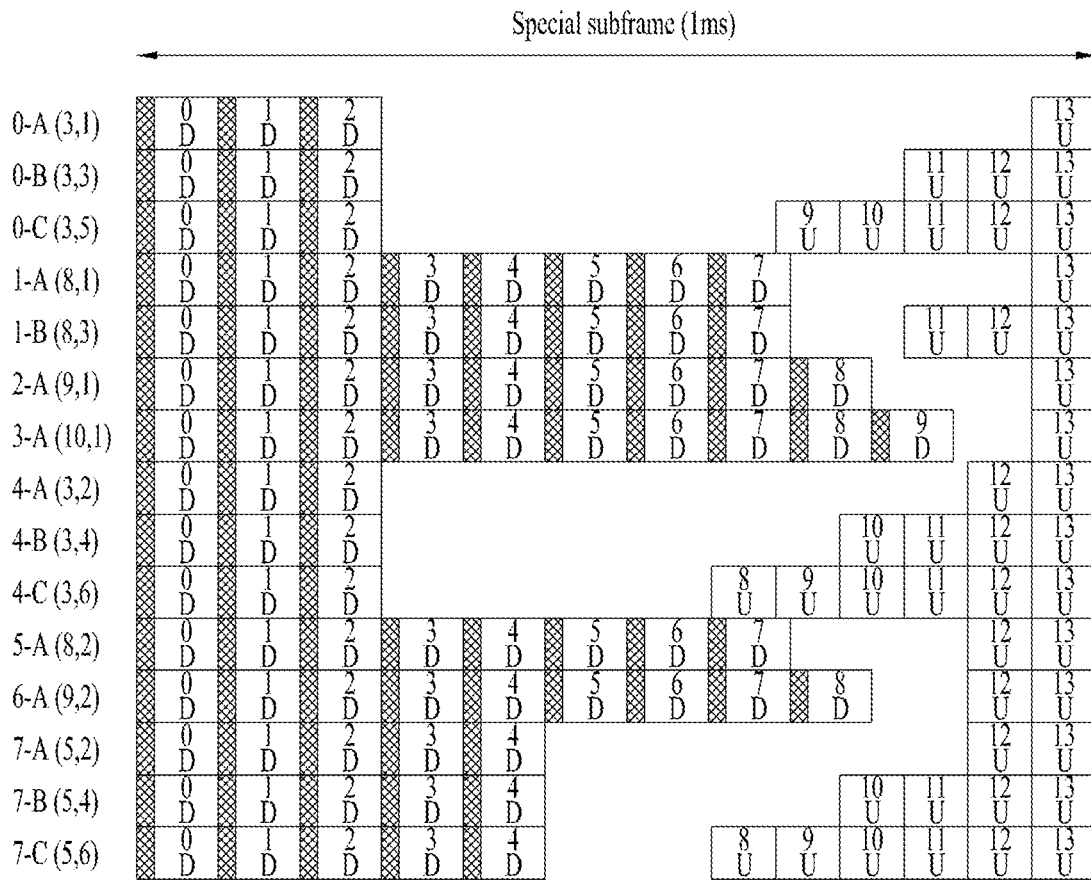 Special subframe (1ms)
0-A (3,1) 0 D 1 D 2 D 13 U
0-B (3,3) 0 D 1 D 2 D 11 U 12 U 13 U
0-C (3,5) 0 D 1 D 2 D 9 U 10 U 11 U 12 U 13 U
1-A (8,1) 0 D 1 D 2 D 3 D 4 D 5 D 6 D 7 D 13 U
1-B (8,3) 0 D 1 D 2 D 3 D 4 D 5 D 6 D 7 D 11 U 12 U 13 U
2-A (9,1) 0 D 1 D 2 D 3 D 4 D 5 D 6 D 7 D 8 D 13 U
3-A (10,1) 0 D 1 D 2 D 3 D 4 D 5 D 6 D 7 D 8 D 9 D 13 U
4-A (3,2) 0 D 1 D 2 D 12 U 13 U
4-B (3,4) 0 D 1 D 2 D 10 U 11 U 12 U 13 U
4-C (3,6) 0 D 1 D 2 D 8 U 9 U 10 U 11 U 12 U 13 U
5-A (8,2) 0 D 1 D 2 D 3 D 4 D 5 D 6 D 7 D 12 U 13 U
6-A (9,2) 0 D 1 D 2 D 3 D 4 D 5 D 6 D 7 D 8 D 12 U 13 U
7-A (5,2) 0 D 1 D 2 D 3 D 4 D 12 U 13 U
7-B (5,4) 0 D 1 D 2 D 3 D 4 D 10 U 11 U 12 U 13 U
7-C (5,6) 0 D 1 D 2 D 3 D 4 D 8 U 9 U 10 U 11 U 12 U 13 U